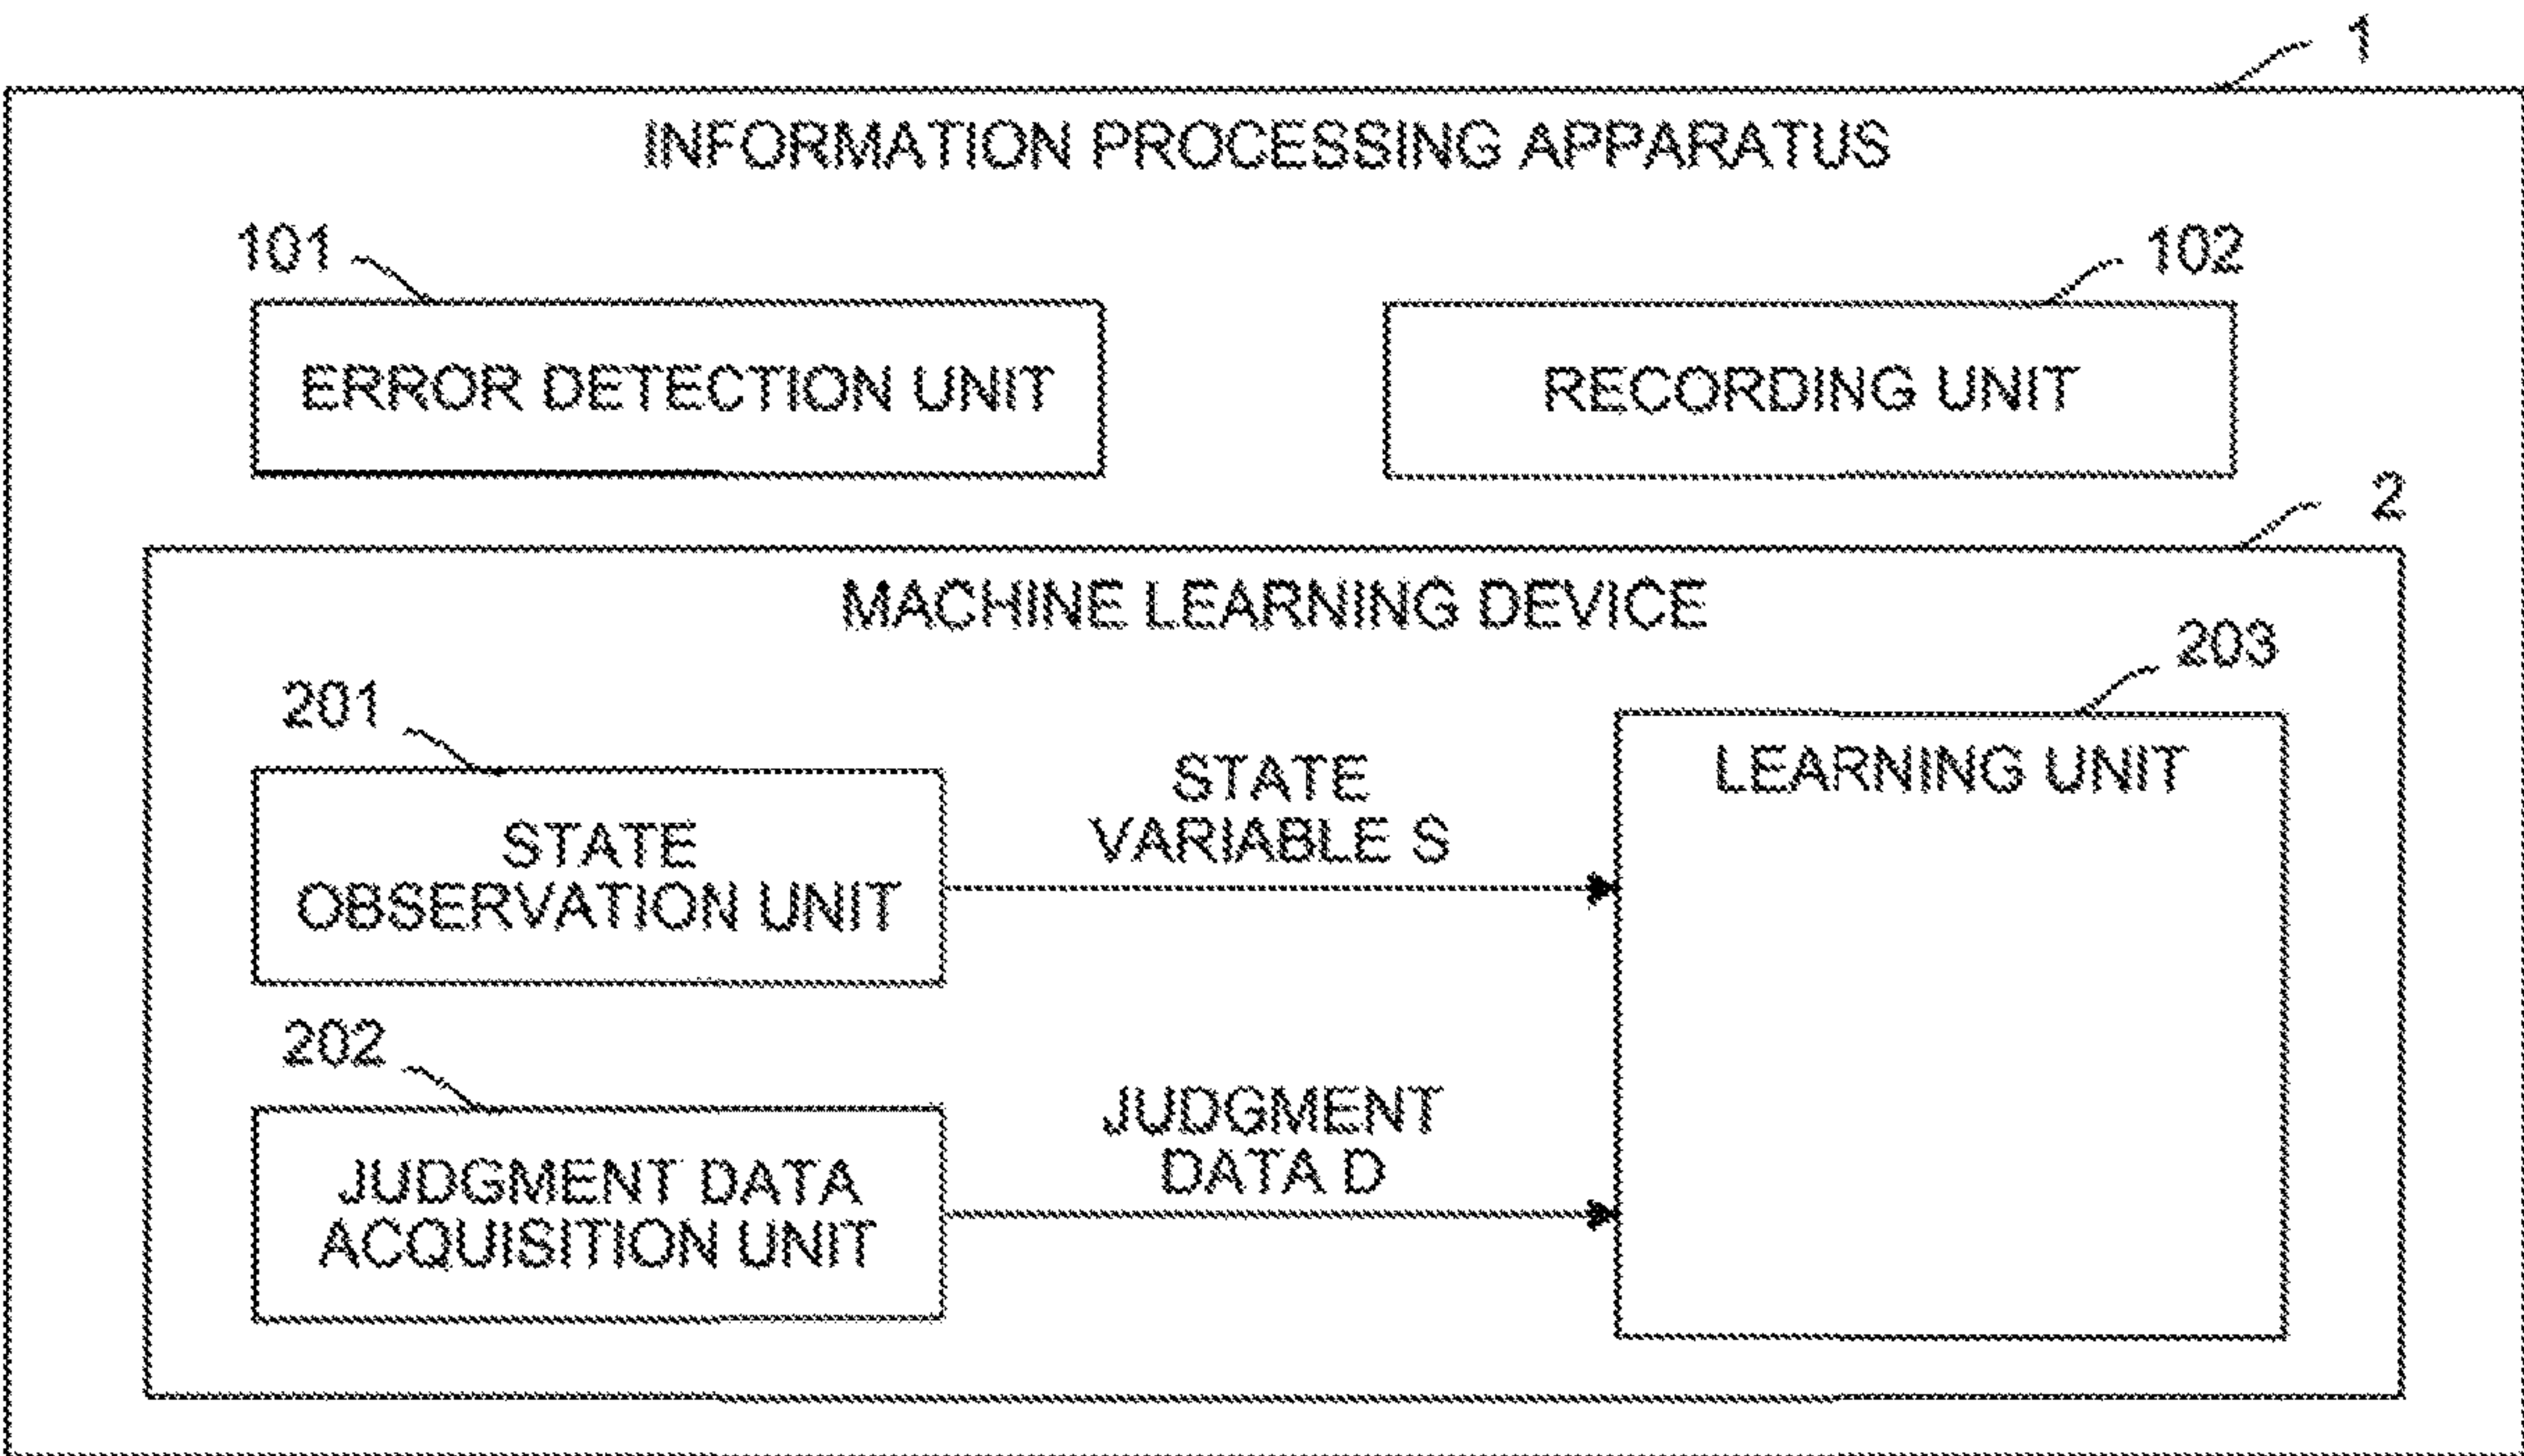 1
INFORMATION PROCESSING APPARATUS
101
102
ERROR DETECTION UNIT
RECORDING UNIT
2
MACHINE LEARNING DEVICE
203
201
LEARNING UNIT
STATE
VARIABLE S
STATE
OBSERVATION UNIT
202
JUDGMENT
DATA D
JUDGMENT DATA
ACQUISITION UNIT